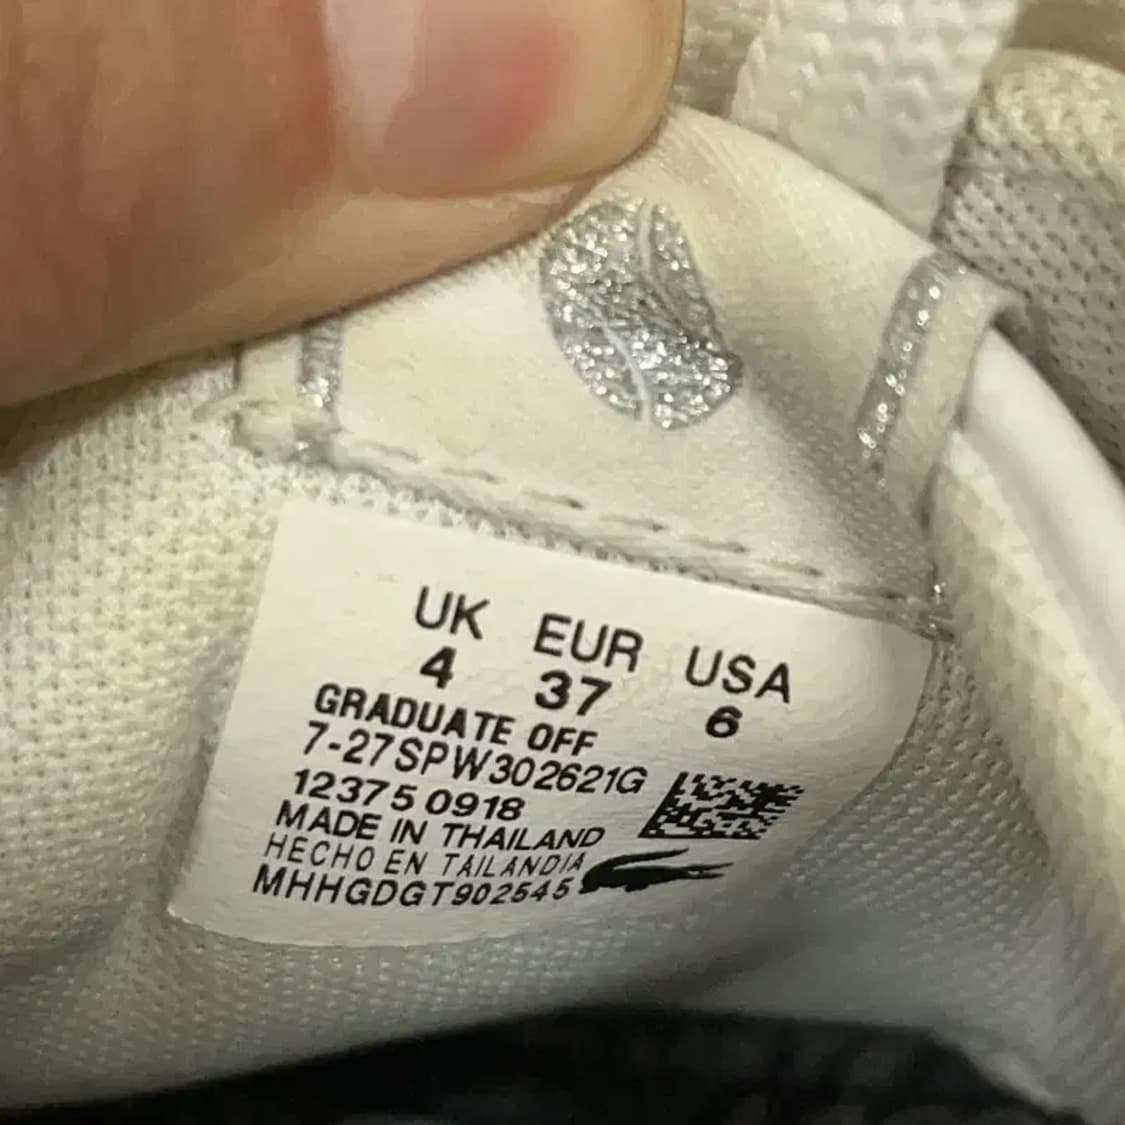 UK EUR USA
4 37 6
GRADUATE OFF
7-27SPW302621G
12375 0918
MADE IN THAILAND
HECHO EN TAILANDIA
MHHGDGT902545